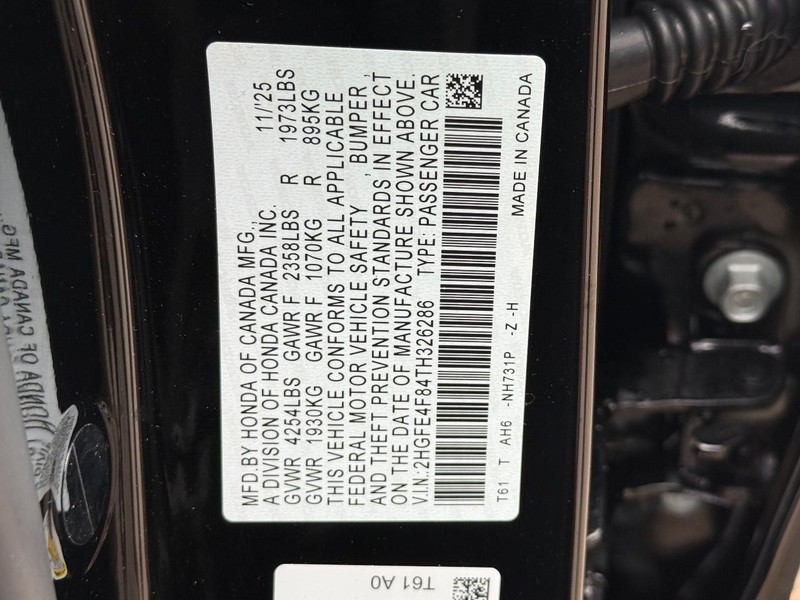 MFD.BY HONDA OF CANADA MFG.,
A DIVISION OF HONDA CANADA INC. 11/25
GVWR 4254LBS GAWR F 2358LBS R 1973LBS
GVWR 1930KG GAWR F 1070KG R 895KG
THIS VEHICLE CONFORMS TO ALL APPLICABLE
FEDERAL MOTOR VEHICLE SAFETY , BUMPER ,
AND THEFT PREVENTION STANDARDS IN EFFECT
ON THE DATE OF MANUFACTURE SHOWN ABOVE.
V.I.N.:2HGFE4F84TH326286 TYPE: PASSENGER CAR
T61 T AH6 -NH731P -Z -H MADE IN CANADA
T61 A0